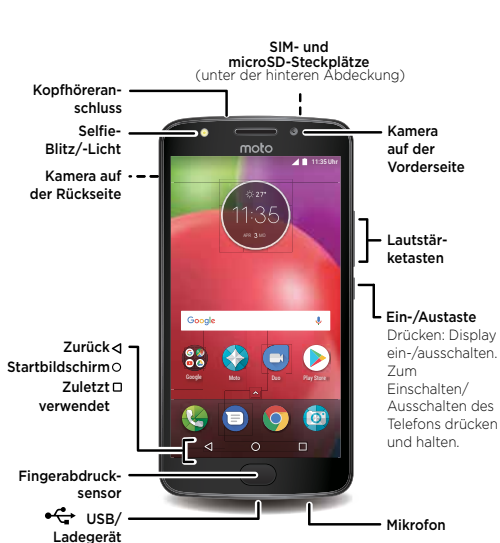 SIM- und
microSD-Steckplätze
(unter der hinteren Abdeckung)
Kopfhöreran-
schluss
Selfie-
Blitz/-Licht
Kamera auf
der Rückseite
Kamera
auf der
Vorderseite
moto
11:35 Uhr
27°
11:35
APR 3 MO
Lautstär-
ketasten
Ein-/Austaste
Drücken: Display
ein-/ausschalten.
Zum
Einschalten/
Ausschalten des
Telefons drücken
und halten.
Google
Google Moto Duo Play Store
Zurück
Startbildschirm
Zuletzt
verwendet
Fingerabdruck-
sensor
USB/
Ladegerät
Mikrofon